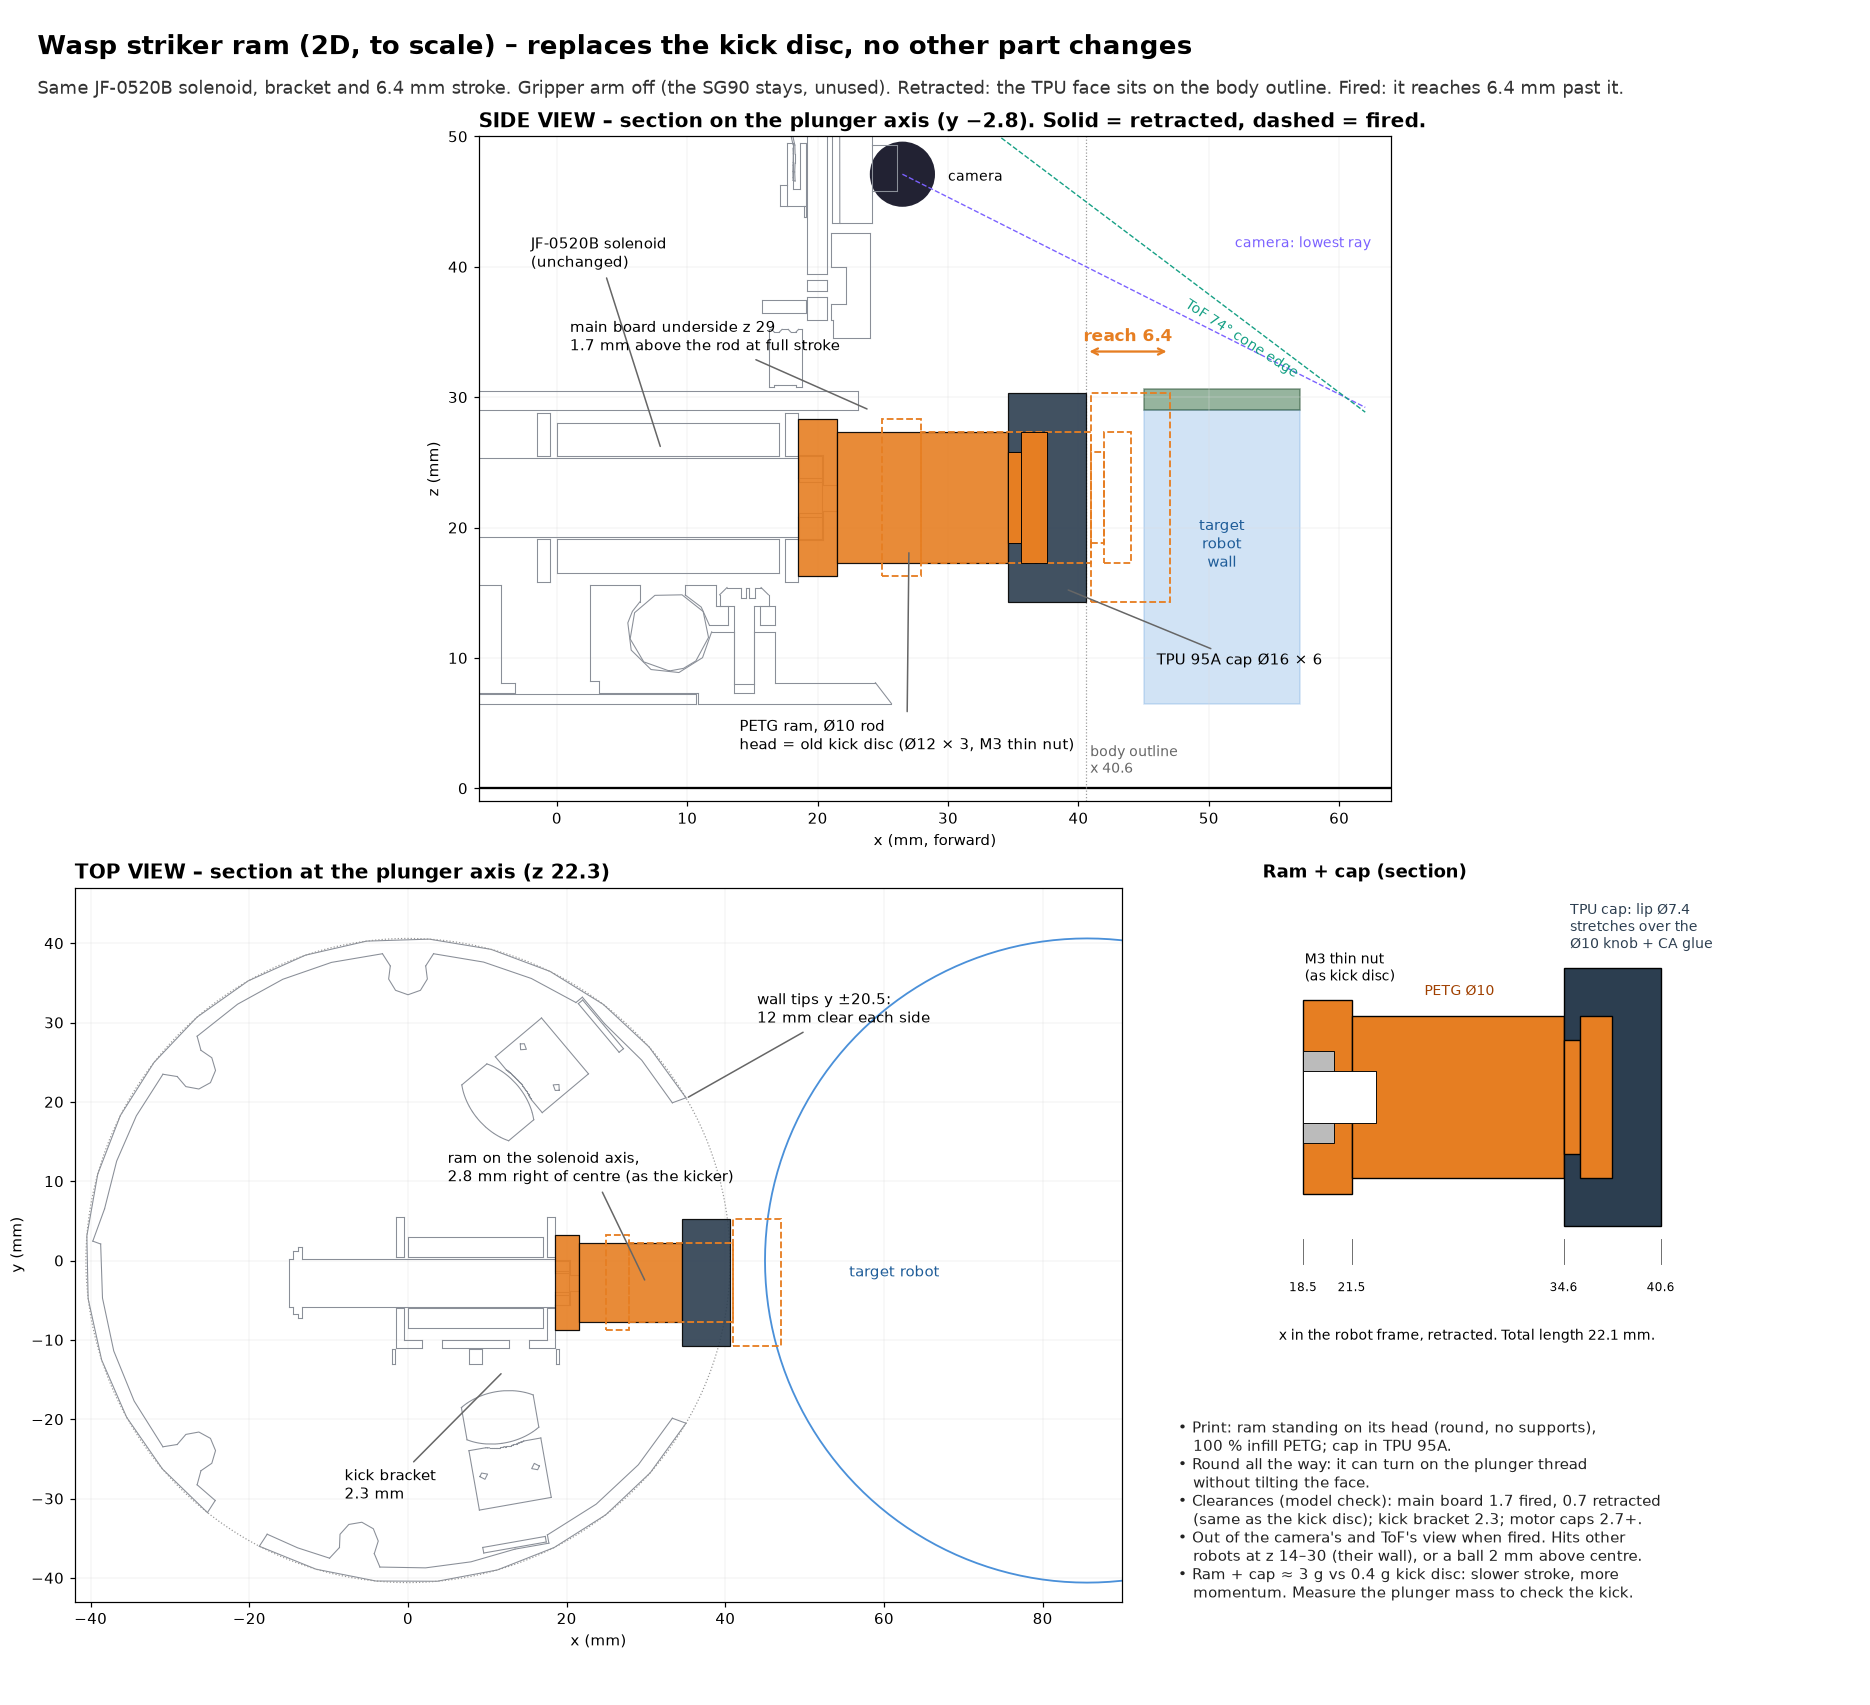 Wasp striker ram (2D, to scale) – replaces the kick disc, no other part changes
Same JF-0520B solenoid, bracket and 6.4 mm stroke. Gripper arm off (the SG90 stays, unused). Retracted: the TPU face sits on the body outline. Fired: it reaches 6.4 mm past it.
SIDE VIEW – section on the plunger axis (y −2.8). Solid = retracted, dashed = fired.
50
40
30
20
10
0
z (mm)
camera
JF-0520B solenoid
(unchanged)
camera: lowest ray
ToF 74° cone edge
main board underside z 29
1.7 mm above the rod at full stroke
reach 6.4
target
robot
wall
TPU 95A cap Ø16 × 6
PETG ram, Ø10 rod
head = old kick disc (Ø12 × 3, M3 thin nut)
body outline
x 40.6
0
10
20
30
40
50
60
x (mm, forward)
TOP VIEW – section at the plunger axis (z 22.3)
40
30
20
10
0
−10
−20
−30
−40
y (mm)
wall tips y ±20.5:
12 mm clear each side
ram on the solenoid axis,
2.8 mm right of centre (as the kicker)
target robot
kick bracket
2.3 mm
−40
−20
0
20
40
60
80
x (mm)
Ram + cap (section)
TPU cap: lip Ø7.4
stretches over the
Ø10 knob + CA glue
M3 thin nut
(as kick disc)
PETG Ø10
18.5
21.5
34.6
40.6
x in the robot frame, retracted. Total length 22.1 mm.
• Print: ram standing on its head (round, no supports),
100 % infill PETG; cap in TPU 95A.
• Round all the way: it can turn on the plunger thread
without tilting the face.
• Clearances (model check): main board 1.7 fired, 0.7 retracted
(same as the kick disc); kick bracket 2.3; motor caps 2.7+.
• Out of the camera's and ToF's view when fired. Hits other
robots at z 14–30 (their wall), or a ball 2 mm above centre.
• Ram + cap ≈ 3 g vs 0.4 g kick disc: slower stroke, more
momentum. Measure the plunger mass to check the kick.